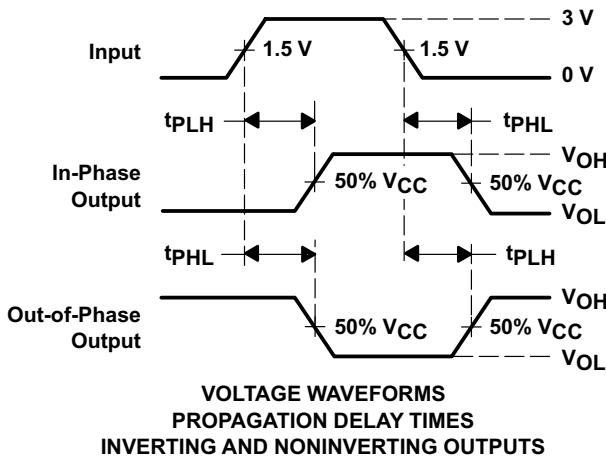 3 V
Input
1.5 V
1.5 V
0 V
tPLH
tPHL
VOH
In-Phase
Output
50% VCC
50% VCC
VOL
tPHL
tPLH
VOH
Out-of-Phase
Output
50% VCC
50% VCC
VOL
VOLTAGE WAVEFORMS
PROPAGATION DELAY TIMES
INVERTING AND NONINVERTING OUTPUTS